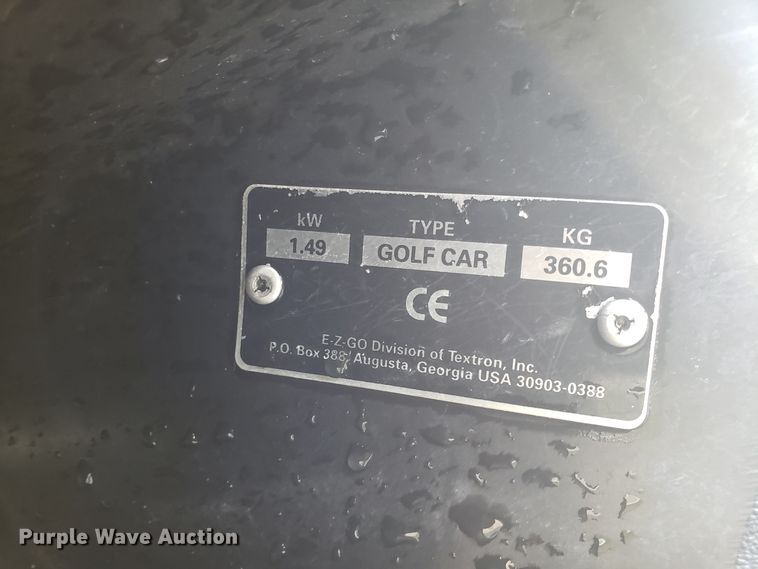 kW TYPE KG
1.49 GOLF CAR 360.6
CE
E-Z-GO Division of Textron, Inc.
P.O. Box 388, Augusta, Georgia USA 30903-0388
Purple Wave Auction®